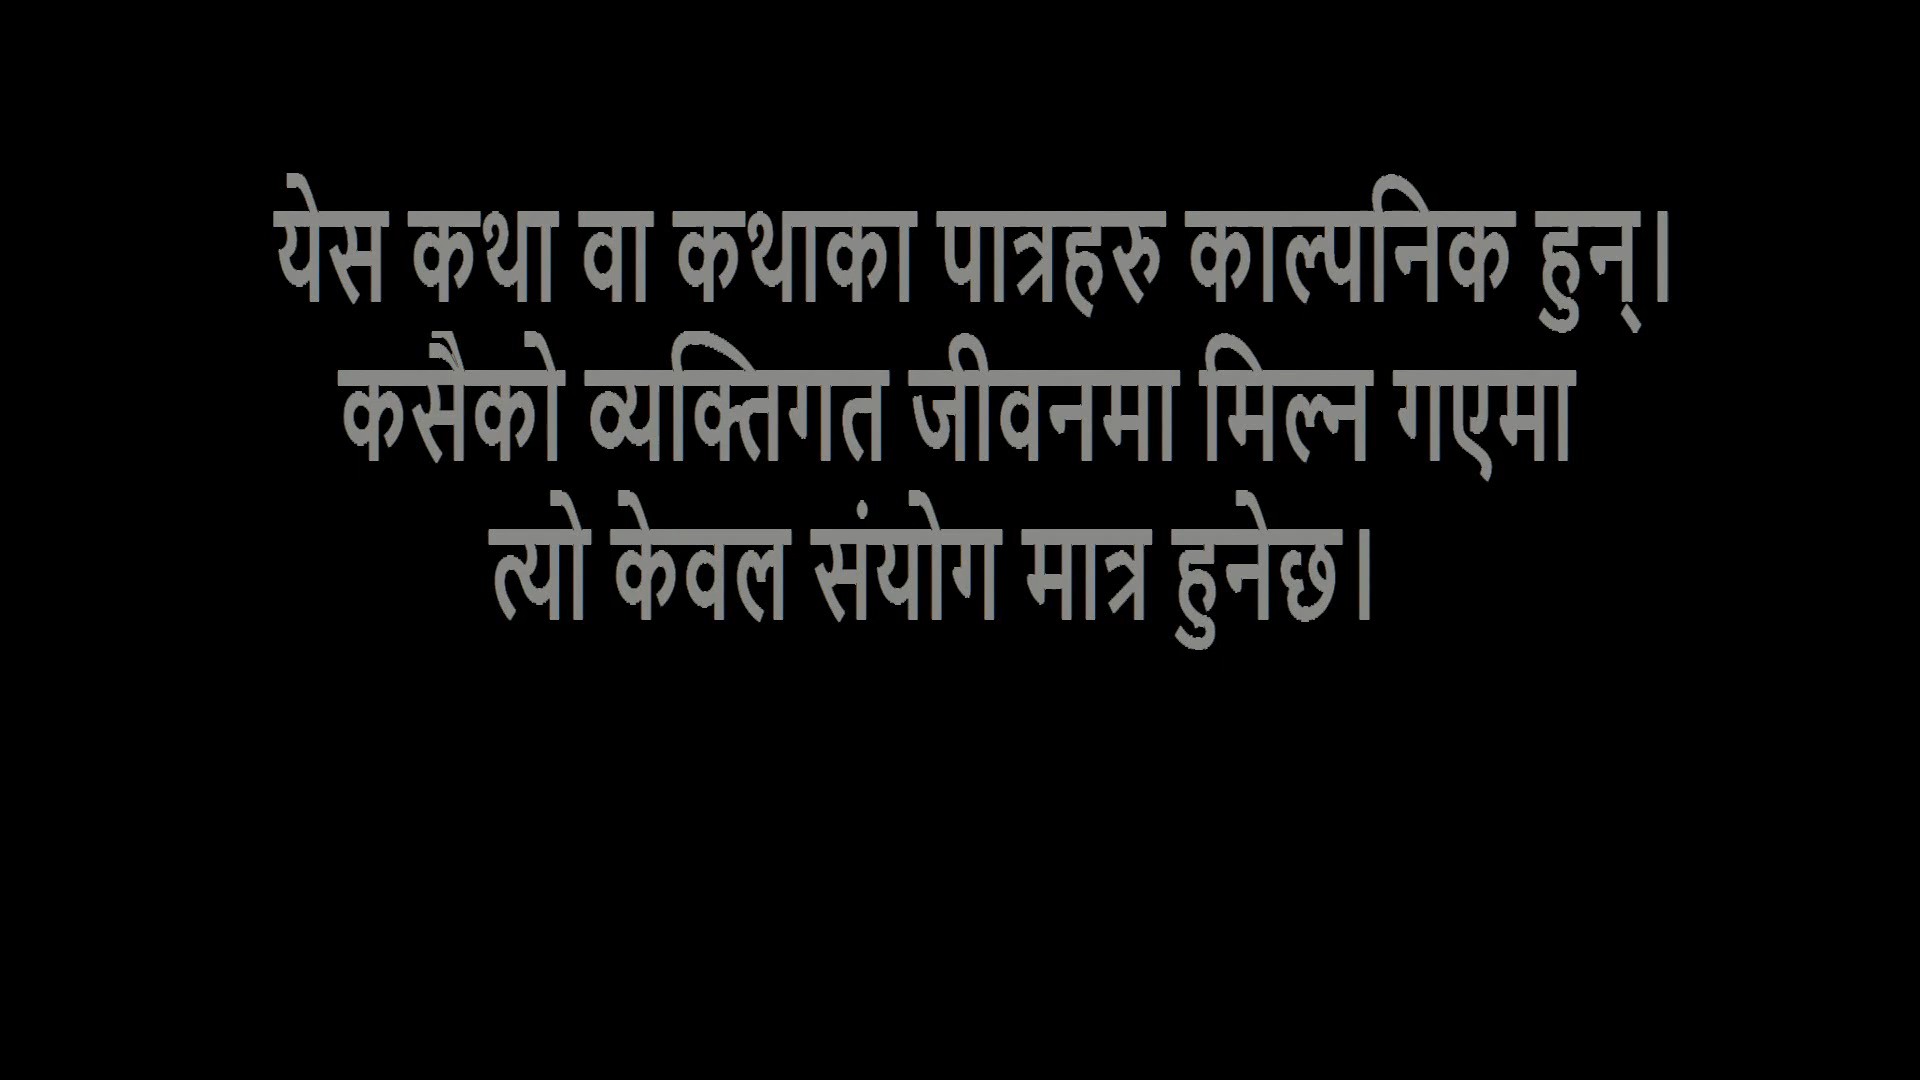 येस कथा वा कथाका पात्रहरु काल्पनिक हुन्।
कसैको व्यक्तिगत जीवनमा मिल्न गएमा
त्यो केवल संयोग मात्र हुनेछ।